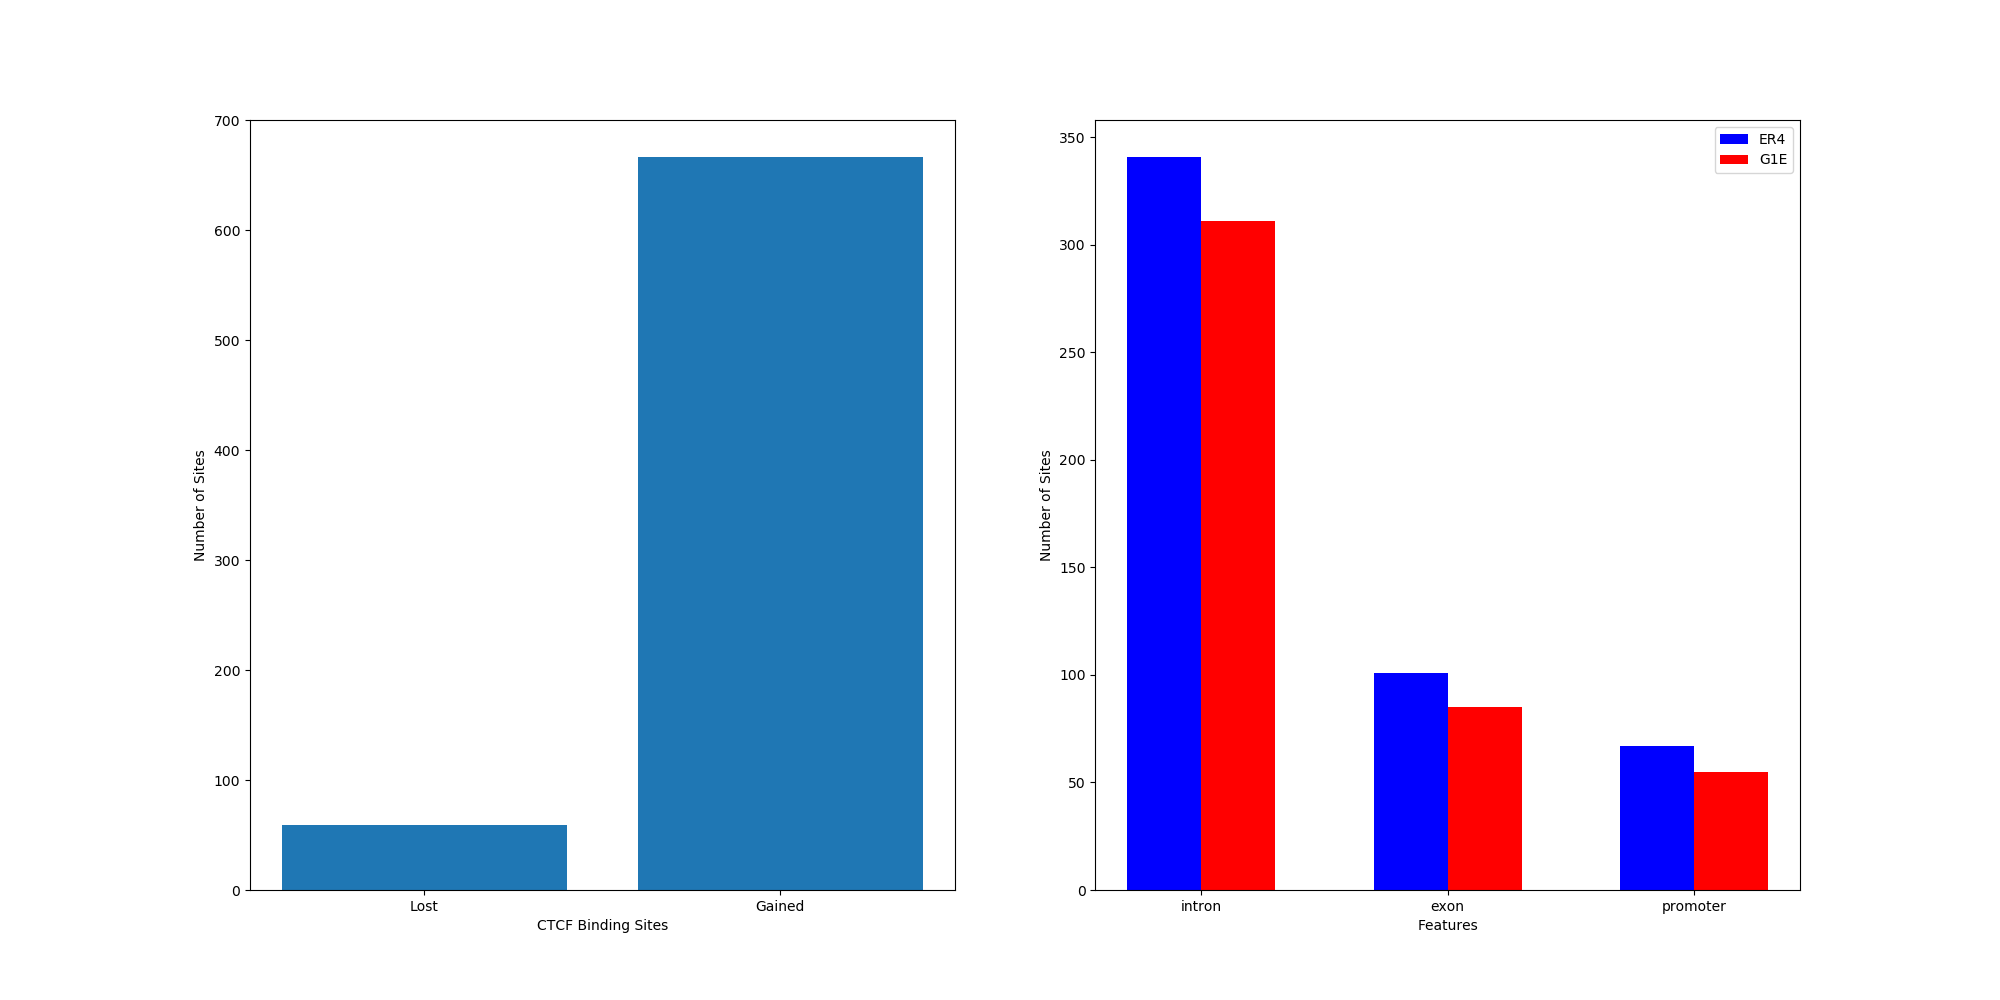 700
600
500
400
300
200
100
0
Number of Sites
Lost
Gained
CTCF Binding Sites
350
300
250
200
150
100
50
0
Number of Sites
intron
exon
promoter
Features
ER4
G1E